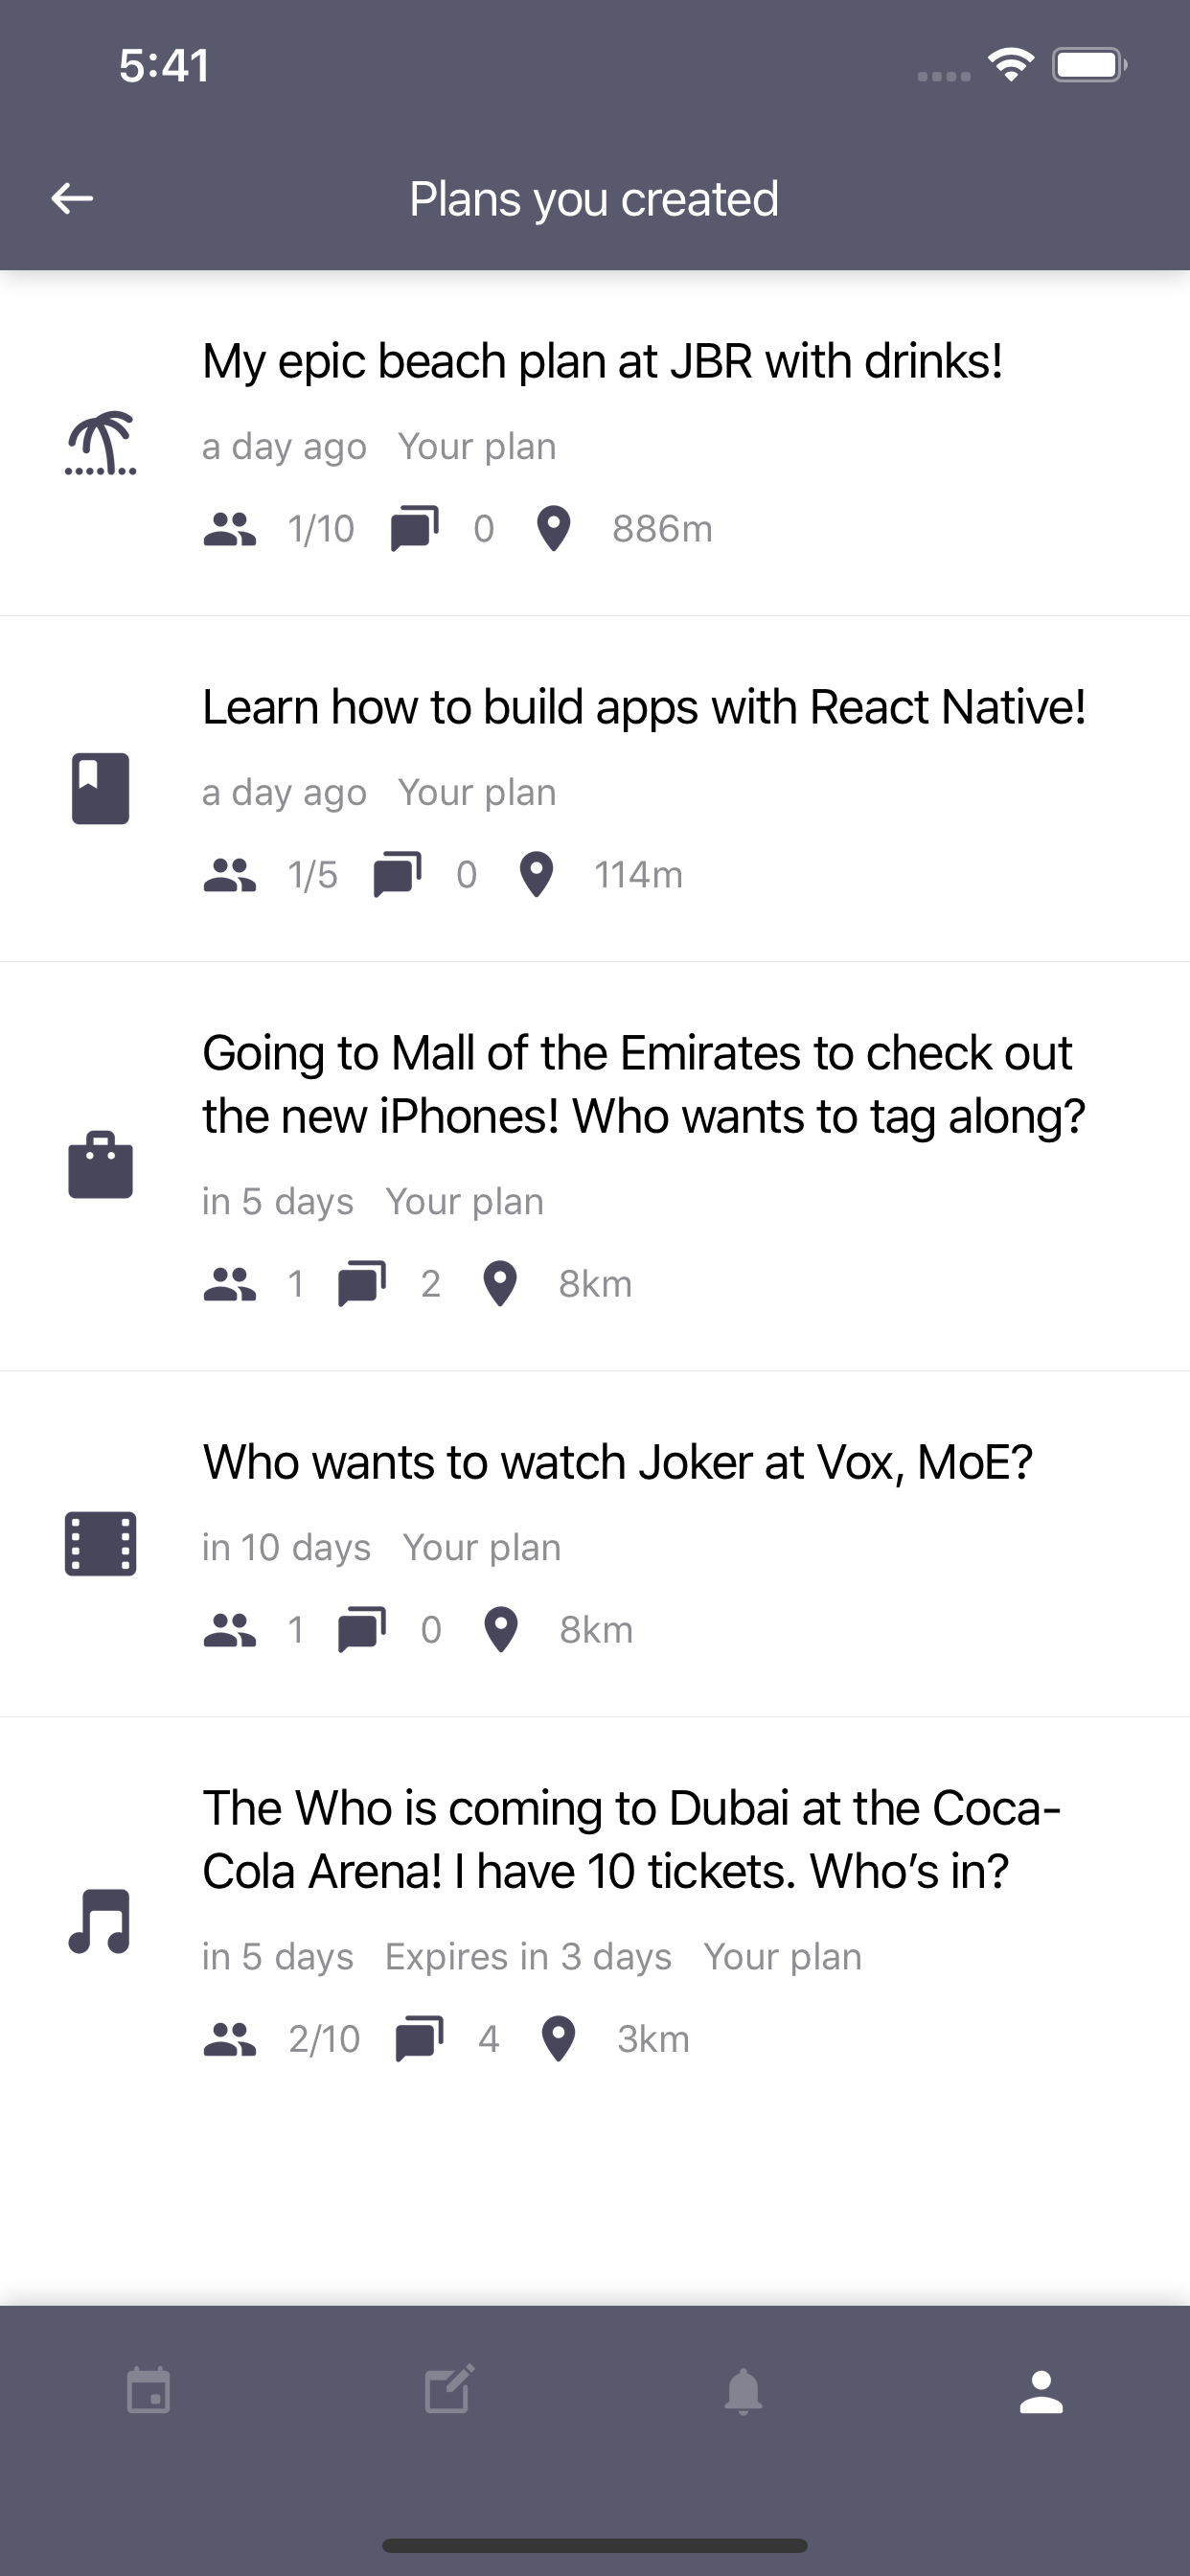 5:41
Plans you created
My epic beach plan at JBR with drinks!
a day ago Your plan
1/10 0 886m
Learn how to build apps with React Native!
a day ago Your plan
1/5 0 114m
Going to Mall of the Emirates to check out
the new iPhones! Who wants to tag along?
in 5 days Your plan
1 2 8km
Who wants to watch Joker at Vox, MoE?
in 10 days Your plan
1 0 8km
The Who is coming to Dubai at the Coca-
Cola Arena! I have 10 tickets. Who’s in?
in 5 days Expires in 3 days Your plan
2/10 4 3km